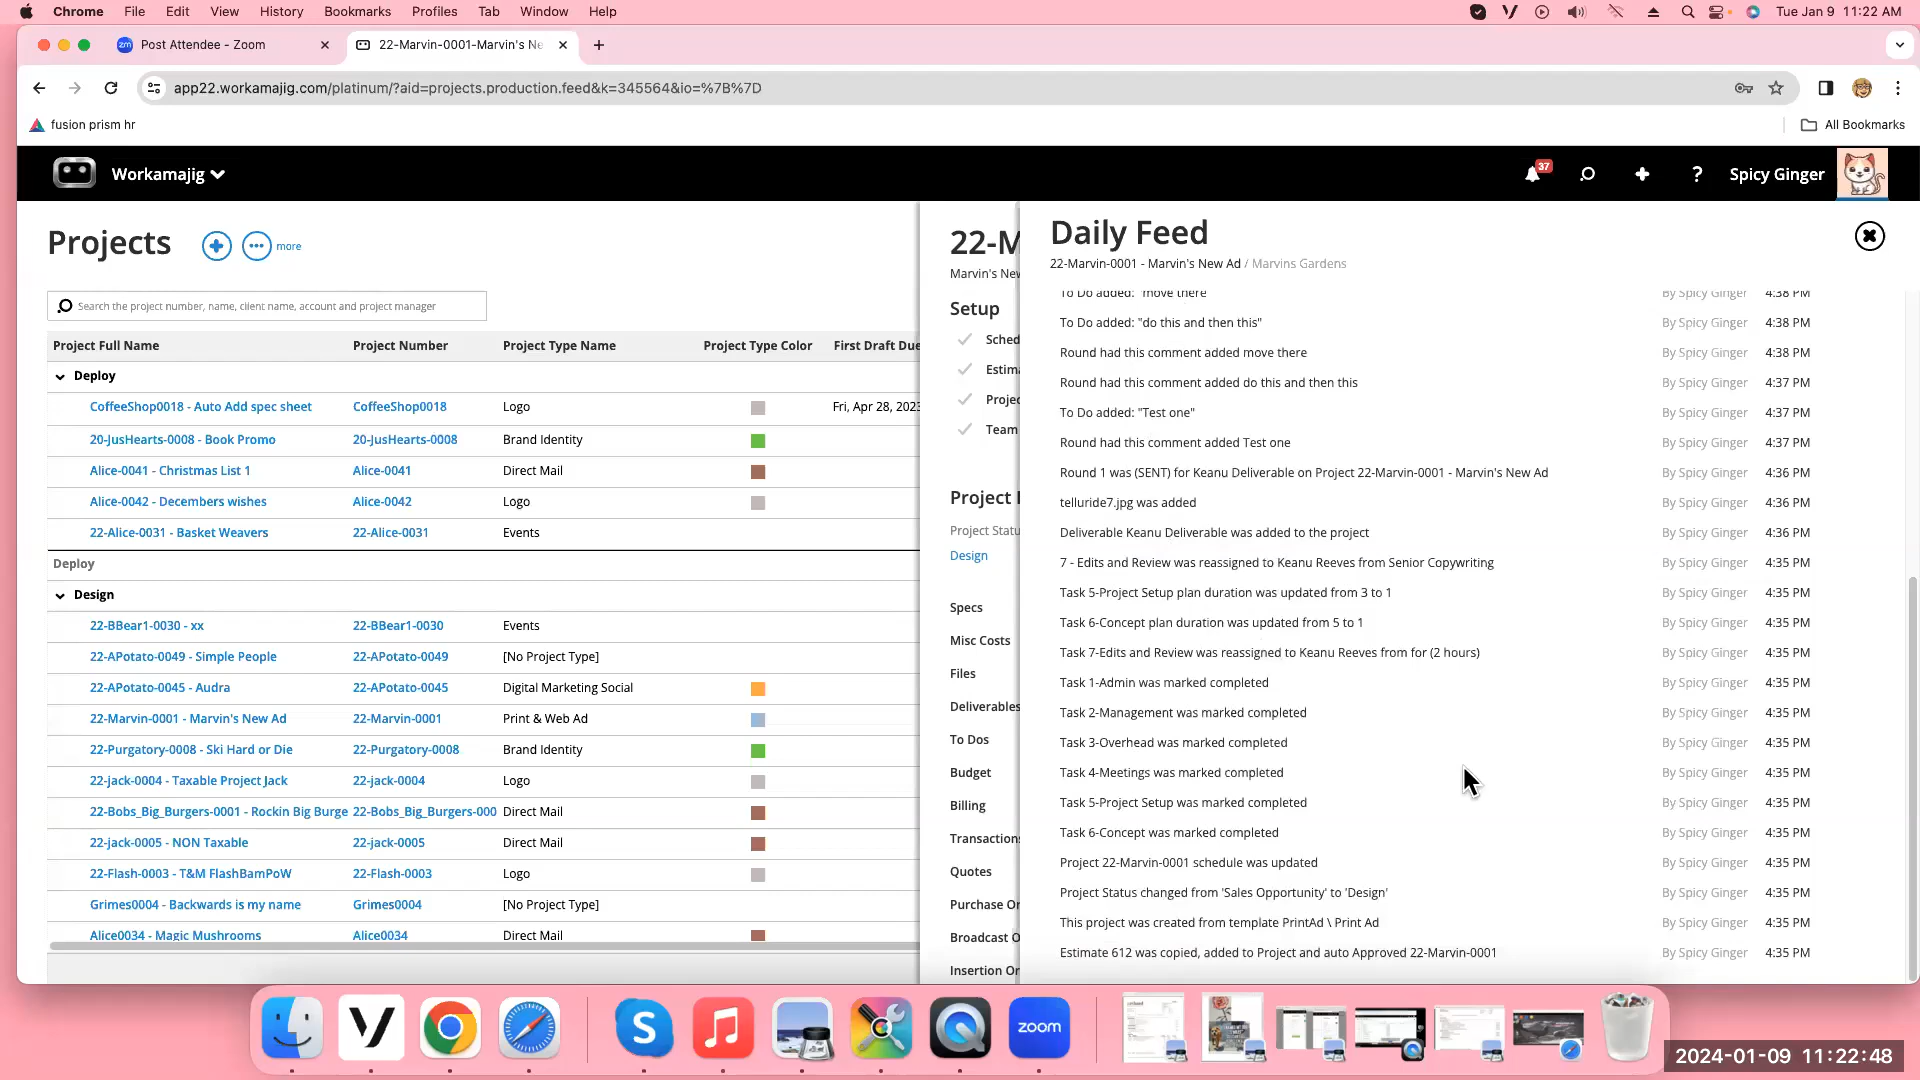 Chrome File Edit View History Bookmarks Profiles Tab Window Help Tue Jan 9 11:22 AM
zm Post Attendee - Zoom 22-Marvin-0001-Marvin's Ne
app22.workamajig.com/platinum/?aid=projects.production.feed&k=345564&io=%7B%7D
fusion prism hr All Bookmarks
Workamajig 37 ? Spicy Ginger
Projects more
Search the project number, name, client name, account and project manager
Project Full Name Project Number Project Type Name Project Type Color First Draft Due
Deploy
CoffeeShop0018 - Auto Add spec sheet CoffeeShop0018 Logo Fri, Apr 28, 2023
20-JusHearts-0008 - Book Promo 20-JusHearts-0008 Brand Identity
Alice-0041 - Christmas List 1 Alice-0041 Direct Mail
Alice-0042 - Decembers wishes Alice-0042 Logo
22-Alice-0031 - Basket Weavers 22-Alice-0031 Events
Deploy
Design
22-BBear1-0030 - xx 22-BBear1-0030 Events
22-APotato-0049 - Simple People 22-APotato-0049 [No Project Type]
22-APotato-0045 - Audra 22-APotato-0045 Digital Marketing Social
22-Marvin-0001 - Marvin's New Ad 22-Marvin-0001 Print & Web Ad
22-Purgatory-0008 - Ski Hard or Die 22-Purgatory-0008 Brand Identity
22-jack-0004 - Taxable Project Jack 22-jack-0004 Logo
22-Bobs_Big_Burgers-0001 - Rockin Big Burge 22-Bobs_Big_Burgers-000 Direct Mail
22-jack-0005 - NON Taxable 22-jack-0005 Direct Mail
22-Flash-0003 - T&M FlashBamPoW 22-Flash-0003 Logo
Grimes0004 - Backwards is my name Grimes0004 [No Project Type]
Alice0034 - Magic Mushrooms Alice0034 Direct Mail
22-M
Marvin's New
Setup
Sched
Estima
Projec
Team
Project
Project Statu
Design
Specs
Misc Costs
Files
Deliverables
To Dos
Budget
Billing
Transactions
Quotes
Purchase Or
Broadcast O
Insertion Or
Daily Feed
22-Marvin-0001 - Marvin's New Ad / Marvins Gardens
To Do added: "move there By Spicy Ginger 4:38 PM
To Do added: "do this and then this" By Spicy Ginger 4:38 PM
Round had this comment added move there By Spicy Ginger 4:38 PM
Round had this comment added do this and then this By Spicy Ginger 4:37 PM
To Do added: "Test one" By Spicy Ginger 4:37 PM
Round had this comment added Test one By Spicy Ginger 4:37 PM
Round 1 was (SENT) for Keanu Deliverable on Project 22-Marvin-0001 - Marvin's New Ad By Spicy Ginger 4:36 PM
telluride7.jpg was added By Spicy Ginger 4:36 PM
Deliverable Keanu Deliverable was added to the project By Spicy Ginger 4:36 PM
7 - Edits and Review was reassigned to Keanu Reeves from Senior Copywriting By Spicy Ginger 4:35 PM
Task 5-Project Setup plan duration was updated from 3 to 1 By Spicy Ginger 4:35 PM
Task 6-Concept plan duration was updated from 5 to 1 By Spicy Ginger 4:35 PM
Task 7-Edits and Review was reassigned to Keanu Reeves from for (2 hours) By Spicy Ginger 4:35 PM
Task 1-Admin was marked completed By Spicy Ginger 4:35 PM
Task 2-Management was marked completed By Spicy Ginger 4:35 PM
Task 3-Overhead was marked completed By Spicy Ginger 4:35 PM
Task 4-Meetings was marked completed By Spicy Ginger 4:35 PM
Task 5-Project Setup was marked completed By Spicy Ginger 4:35 PM
Task 6-Concept was marked completed By Spicy Ginger 4:35 PM
Project 22-Marvin-0001 schedule was updated By Spicy Ginger 4:35 PM
Project Status changed from 'Sales Opportunity' to 'Design' By Spicy Ginger 4:35 PM
This project was created from template PrintAd \ Print Ad By Spicy Ginger 4:35 PM
Estimate 612 was copied, added to Project and auto Approved 22-Marvin-0001 By Spicy Ginger 4:35 PM
zoom
2024-01-09 11:22:48